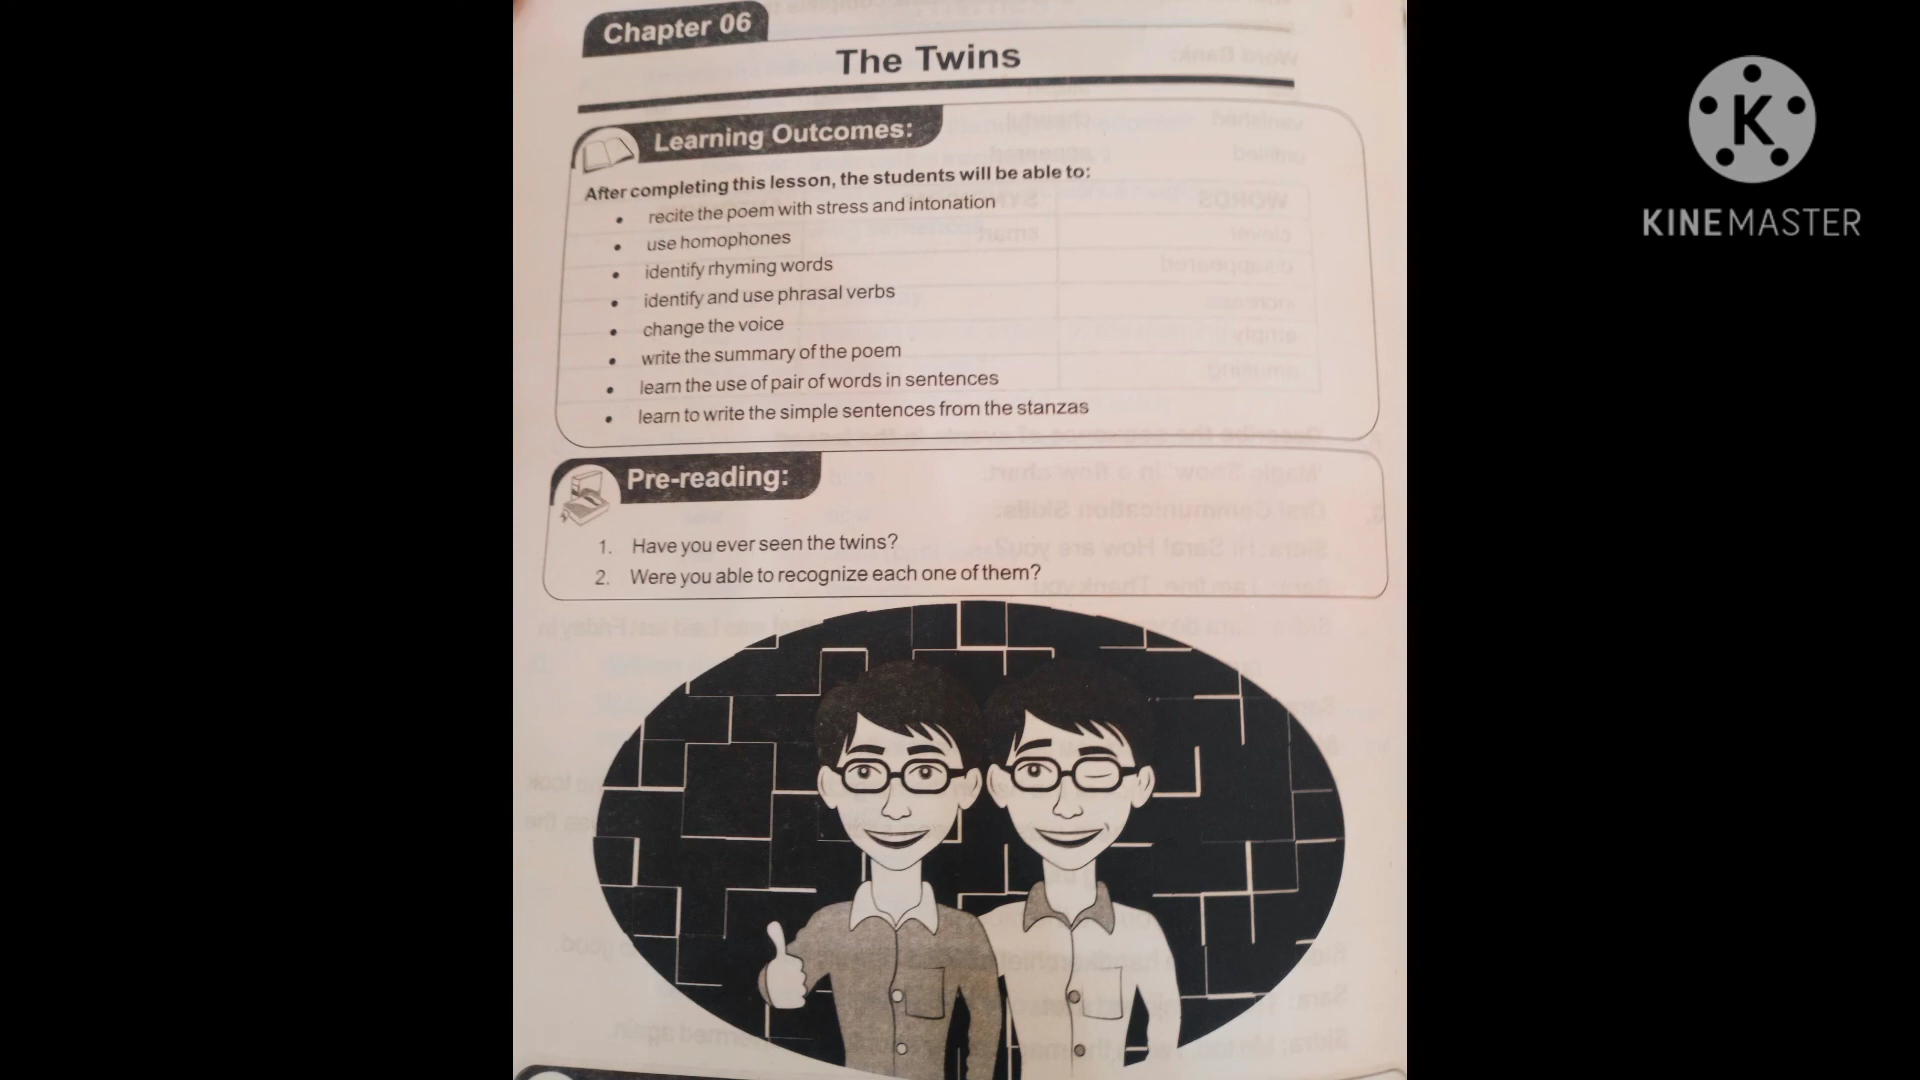 Chapter 06
The Twins
Learning Outcomes:
After completing this lesson, the students will be able to:
• recite the poem with stress and intonation
• use homophones
• identify rhyming words
• identify and use phrasal verbs
• change the voice
• write the summary of the poem
• learn the use of pair of words in sentences
• learn to write the simple sentences from the stanzas
Pre-reading:
1. Have you ever seen the twins?
2. Were you able to recognize each one of them?
K
KINEMASTER